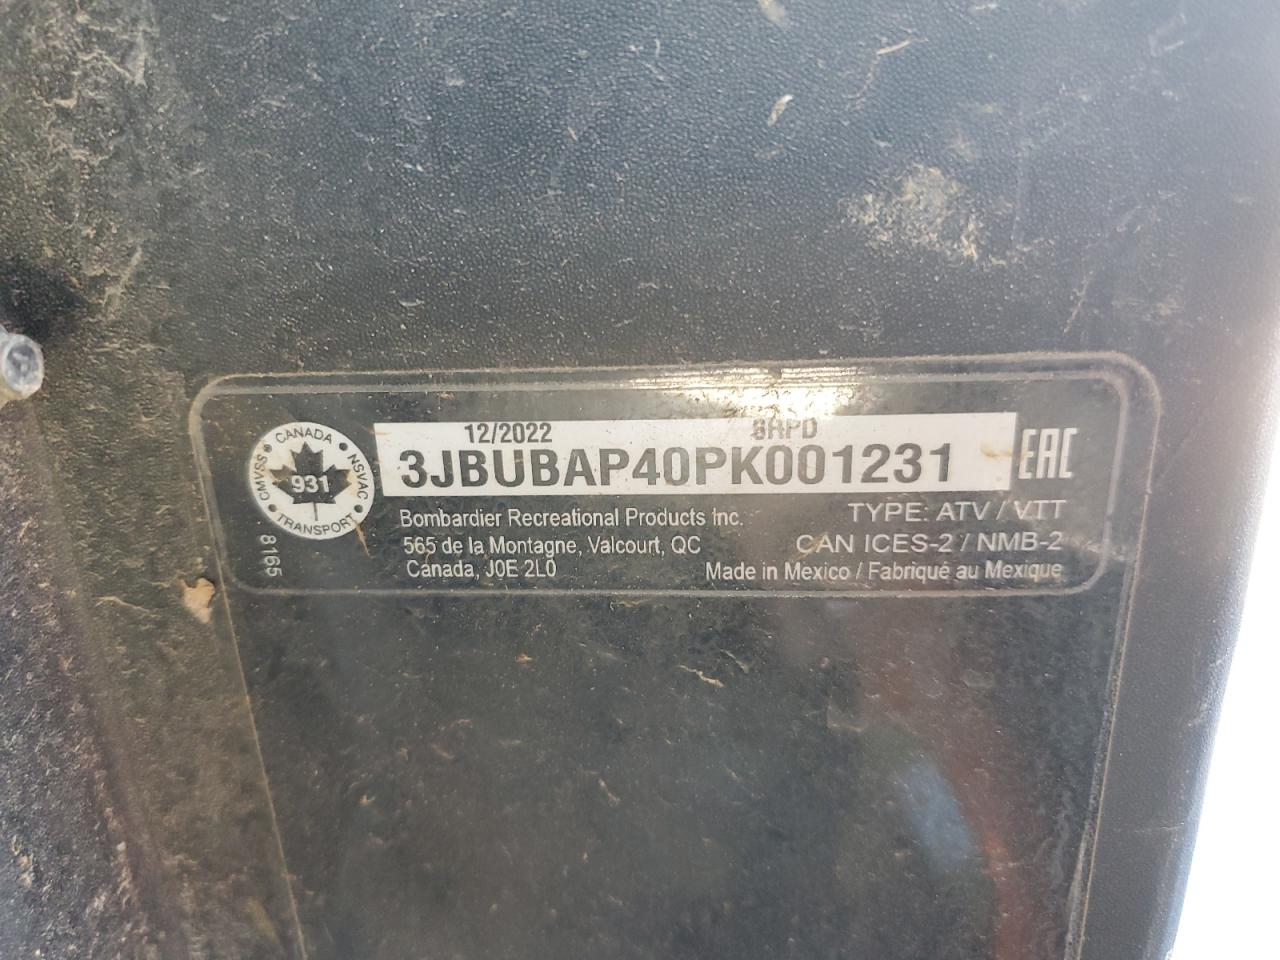 CANADA
CMVSS • NSVAC
931
TRANSPORT
8165
12/2022
3JBUBAP40PK001231
EAC
Bombardier Recreational Products Inc.
565 de la Montagne, Valcourt, QC
Canada, J0E 2L0
TYPE: ATV / VTT
CAN ICES-2 / NMB-2
Made in Mexico / Fabriqué au Mexique